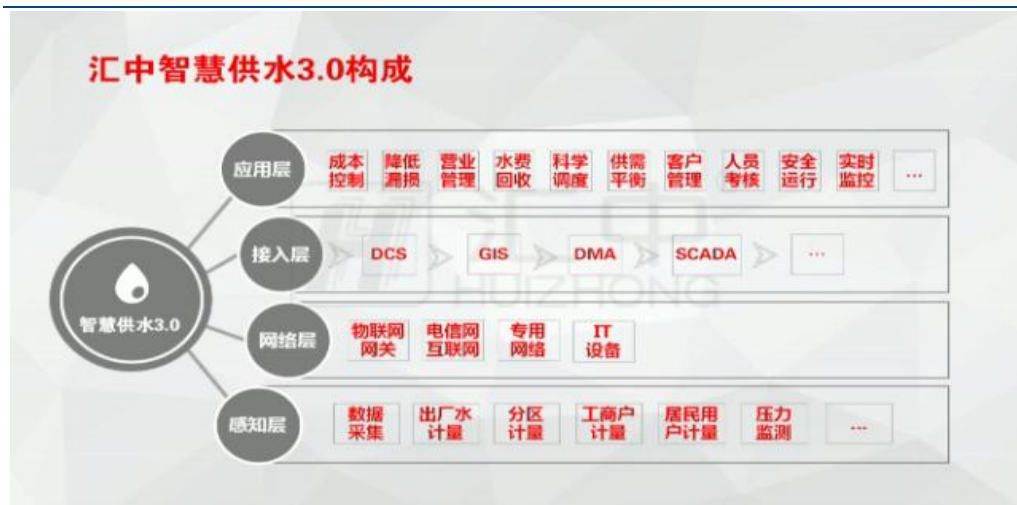 汇中智慧供水3.0构成
智慧供水3.0
应用层
成本
控制
降低
漏损
营业
管理
水费
回收
科学
调度
供需
平衡
客户
管理
人员
考核
安全
运行
实时
监控
...
接入层
DCS
GIS
DMA
SCADA
...
网络层
物联网
网关
电信网
互联网
专用
网络
IT
设备
感知层
数据
采集
出厂水
计量
分区
计量
工商户
计量
居民用
户计量
压力
监测
...
汇中
HUIZHONG